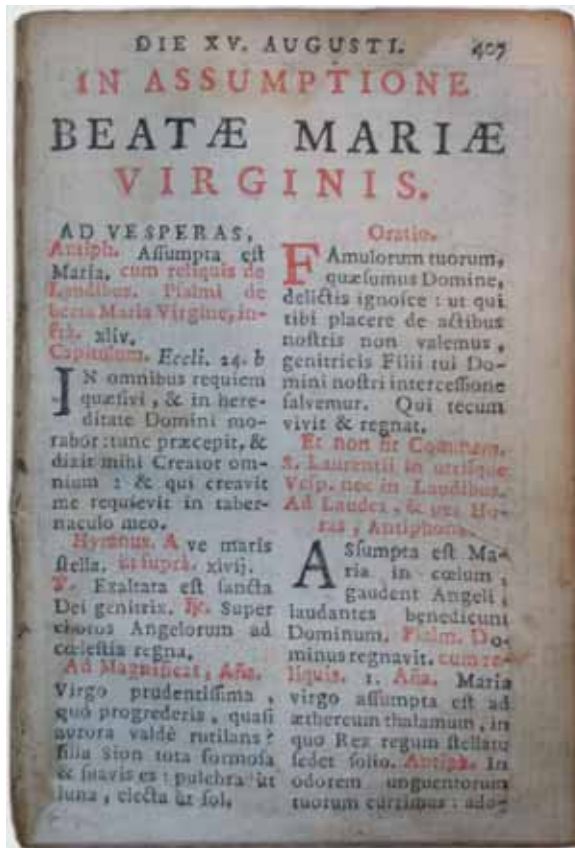 DIE XV. AUGUSTI. 407
IN ASSUMPTIONE
BEATÆ MARIÆ
VIRGINIS.
AD VESPERAS,
Antiph. Aſſumpta eſt
Maria. cum reliquis de
Laudibus. Pſalmi de
beata Maria Virgine, in-
frà. xliv.
Capitulum. Eccli. 24. b
IN omnibus requiem
quæſivi, & in here-
ditate Domini mo-
rabor: tunc præcepit, &
dixit mihi Creator om-
nium : & qui creavit
me requievit in taber-
naculo meo.
Hymnus. A ve maris
ſtella. ut ſuprà. xlvij.
℣. Exaltata eſt ſancta
Dei genitrix. ℟. Super
choros Angelorum ad
cœleſtia regna.
Ad Magnificat, Aña.
Virgo prudentiſſima ,
quò progrederis, quaſi
aurora valdè rutilans?
filia Sion tota formoſa
& ſuavis es : pulchra ut
luna , electa ut ſol.
Oratio.
FAmulorum tuorum,
quæſumus Domine,
delictis ignoſce : ut qui
tibi placere de actibus
noſtris non valemus ,
genitricis Filii tui Do-
mini noſtri interceſſione
ſalvemur. Qui tecum
vivit & regnat.
Et non fit Commem.
S. Laurentii in utriſque
Veſp. nec in Laudibus.
Ad Laudes , & per Ho-
ras , Antiphona.
ASſumpta eſt Ma-
ria in cœlum ,
gaudent Angeli ,
laudantes benedicunt
Dominum. Pſalm. Do-
minus regnavit. cum re-
liquis. 1. Aña. Maria
virgo aſſumpta eſt ad
æthereum thalamum , in
quo Rex regum ſtellato
ſedet ſolio. Antiph. In
odorem unguentorum
tuorum currimus : ado-